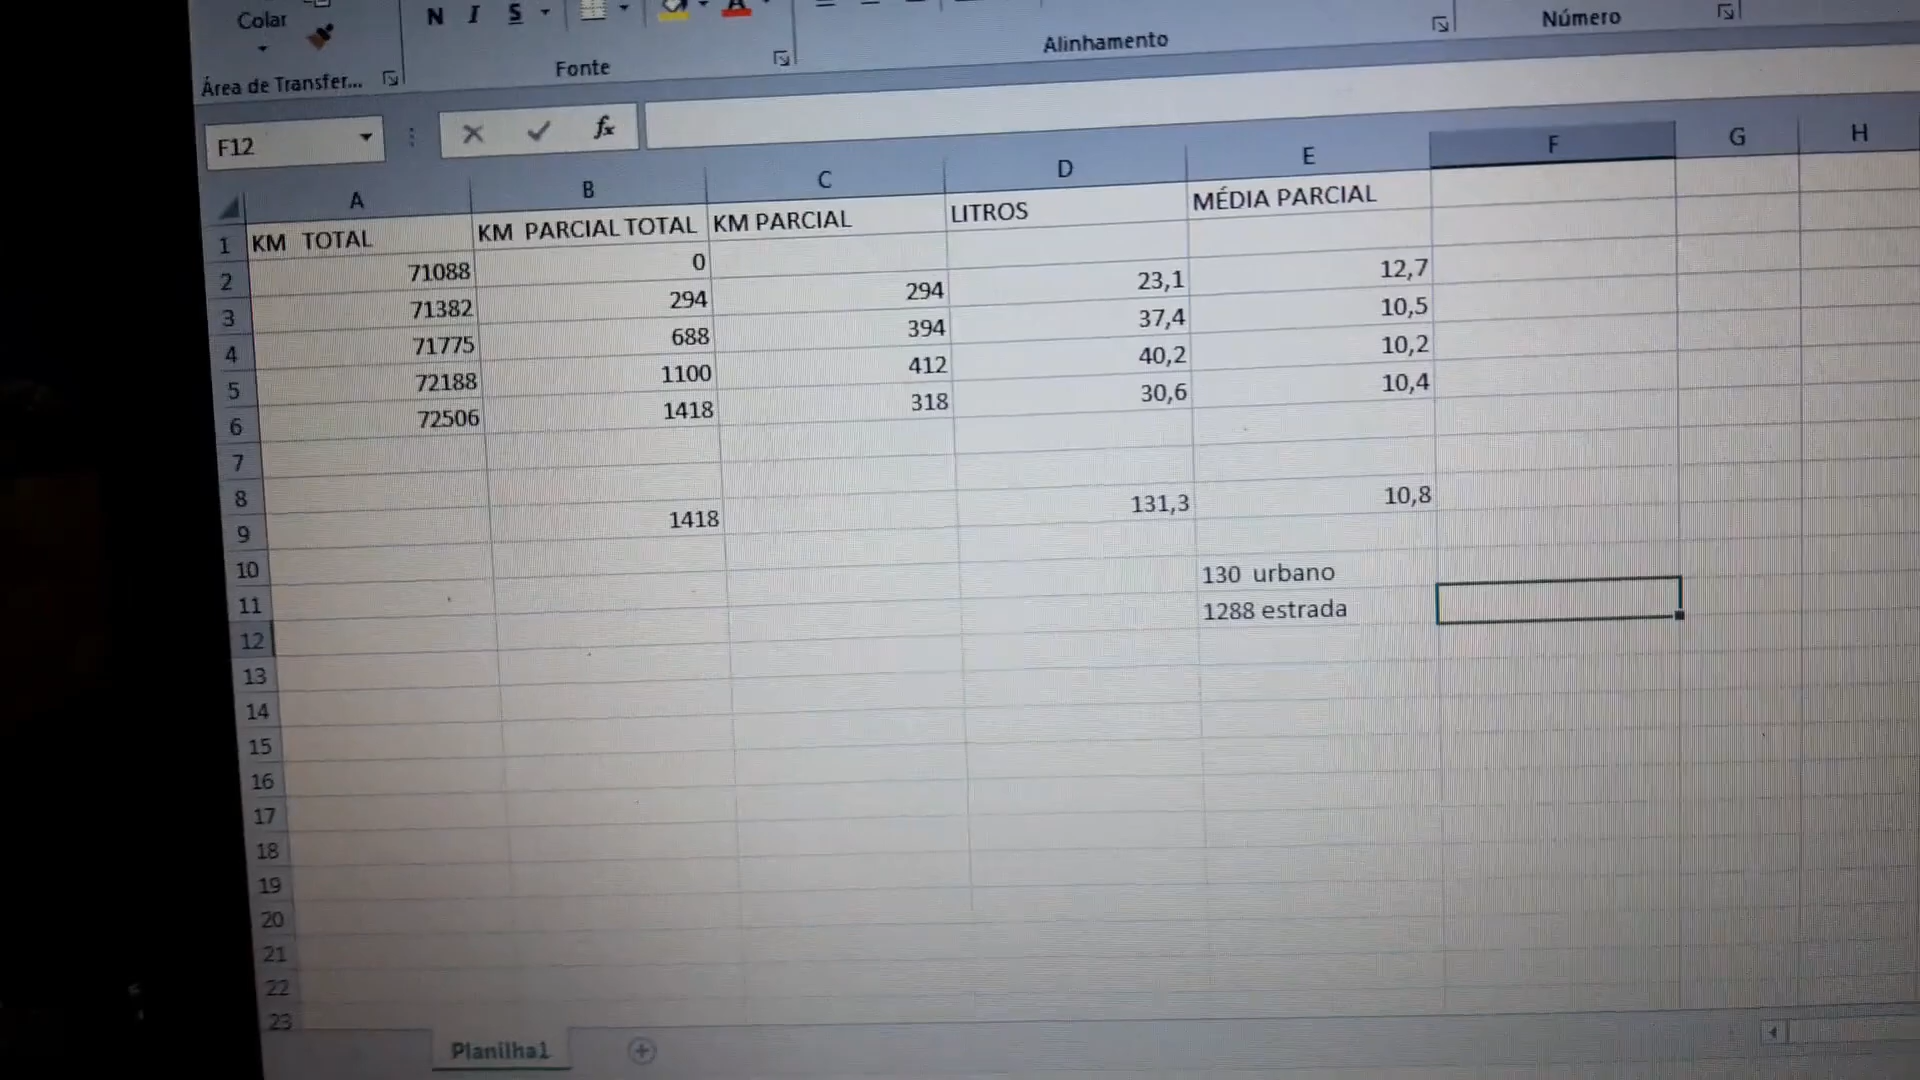 Colar
N I S A
Área de Transfer... Fonte Alinhamento Número
F12 fx
A B C D E F G H
1 KM TOTAL KM PARCIAL TOTAL KM PARCIAL LITROS MÉDIA PARCIAL
2 71088 0
3 71382 294 294 23,1 12,7
4 71775 688 394 37,4 10,5
5 72188 1100 412 40,2 10,2
6 72506 1418 318 30,6 10,4
7
8
9 1418 131,3 10,8
10
11 130 urbano
12 1288 estrada
13
14
15
16
17
18
19
20
21
22
23
Planilha1